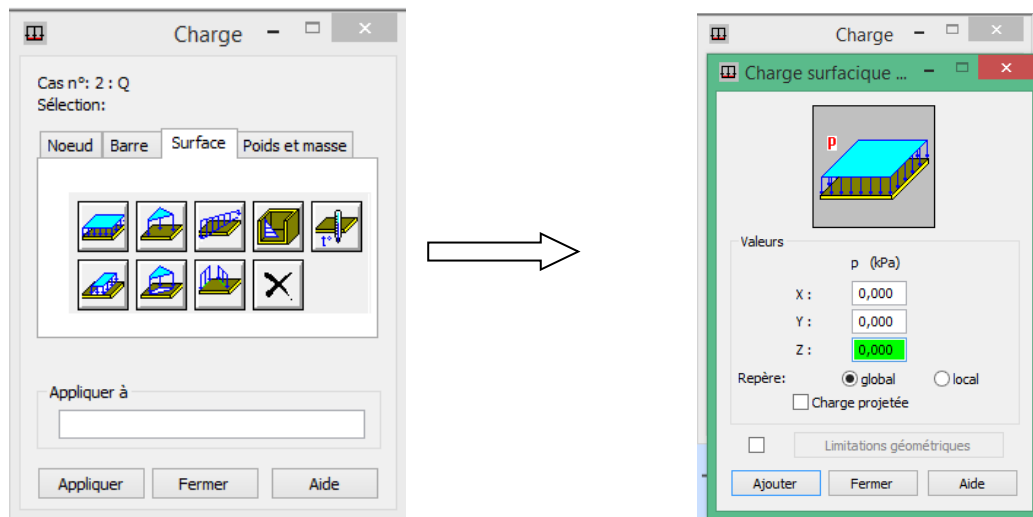 Charge
Cas n°: 2 : Q
Sélection:
Noeud Barre Surface Poids et masse
t°
Appliquer à
Appliquer Fermer Aide
Charge
Charge surfacique ...
p
Valeurs
p (kPa)
X : 0,000
Y : 0,000
Z : 0,000
Repère: global local
Charge projetée
Limitations géométriques
Ajouter Fermer Aide